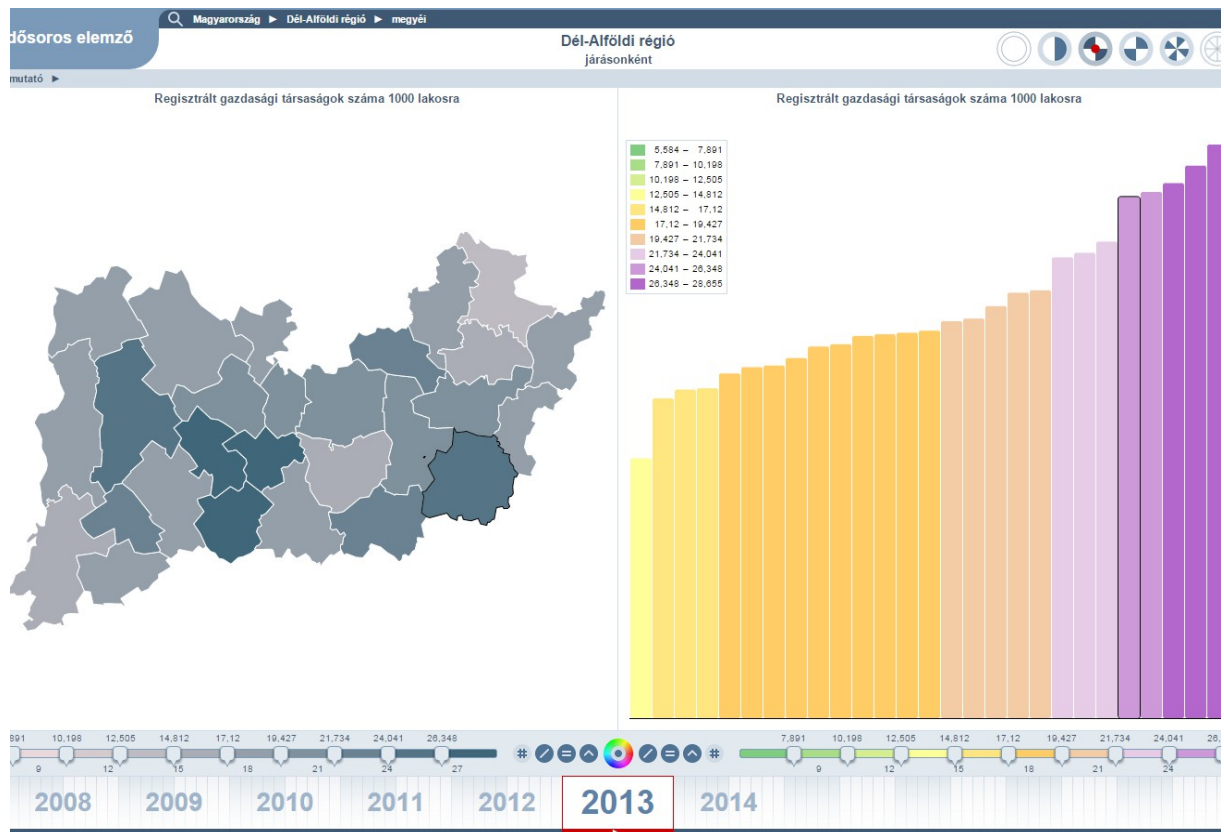 Magyarország ► Dél-Alföldi régió ► megyéi
dősoros elemző
Dél-Alföldi régió
járásonként
mutató ►
Regisztrált gazdasági társaságok száma 1000 lakosra
Regisztrált gazdasági társaságok száma 1000 lakosra
5,584 – 7,891
7,891 – 10,198
10,198 – 12,505
12,505 – 14,812
14,812 – 17,12
17,12 – 19,427
19,427 – 21,734
21,734 – 24,041
24,041 – 26,348
26,348 – 28,655
891 10,198 12,505 14,812 17,12 19,427 21,734 24,041 26,348
# / = ^ / = ^ #
7,891 10,198 12,505 14,812 17,12 19,427 21,734 24,041 26,
9 12 15 18 21 24 27
9 12 15 18 21 24
2008 2009 2010 2011 2012 2013 2014